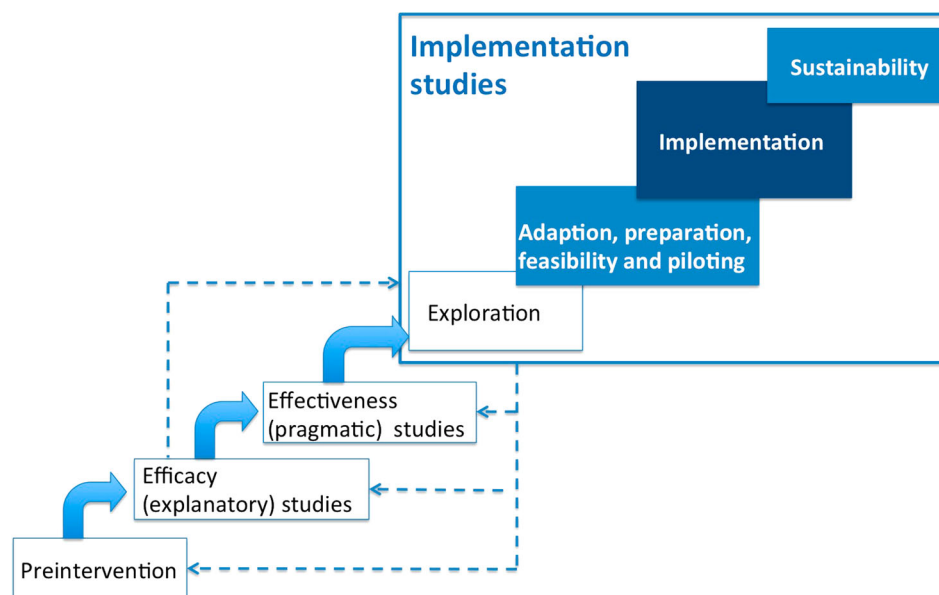 Implementation
studies
Sustainability
Implementation
Adaption, preparation,
feasibility and piloting
Exploration
Effectiveness
(pragmatic) studies
Efficacy
(explanatory) studies
Preintervention